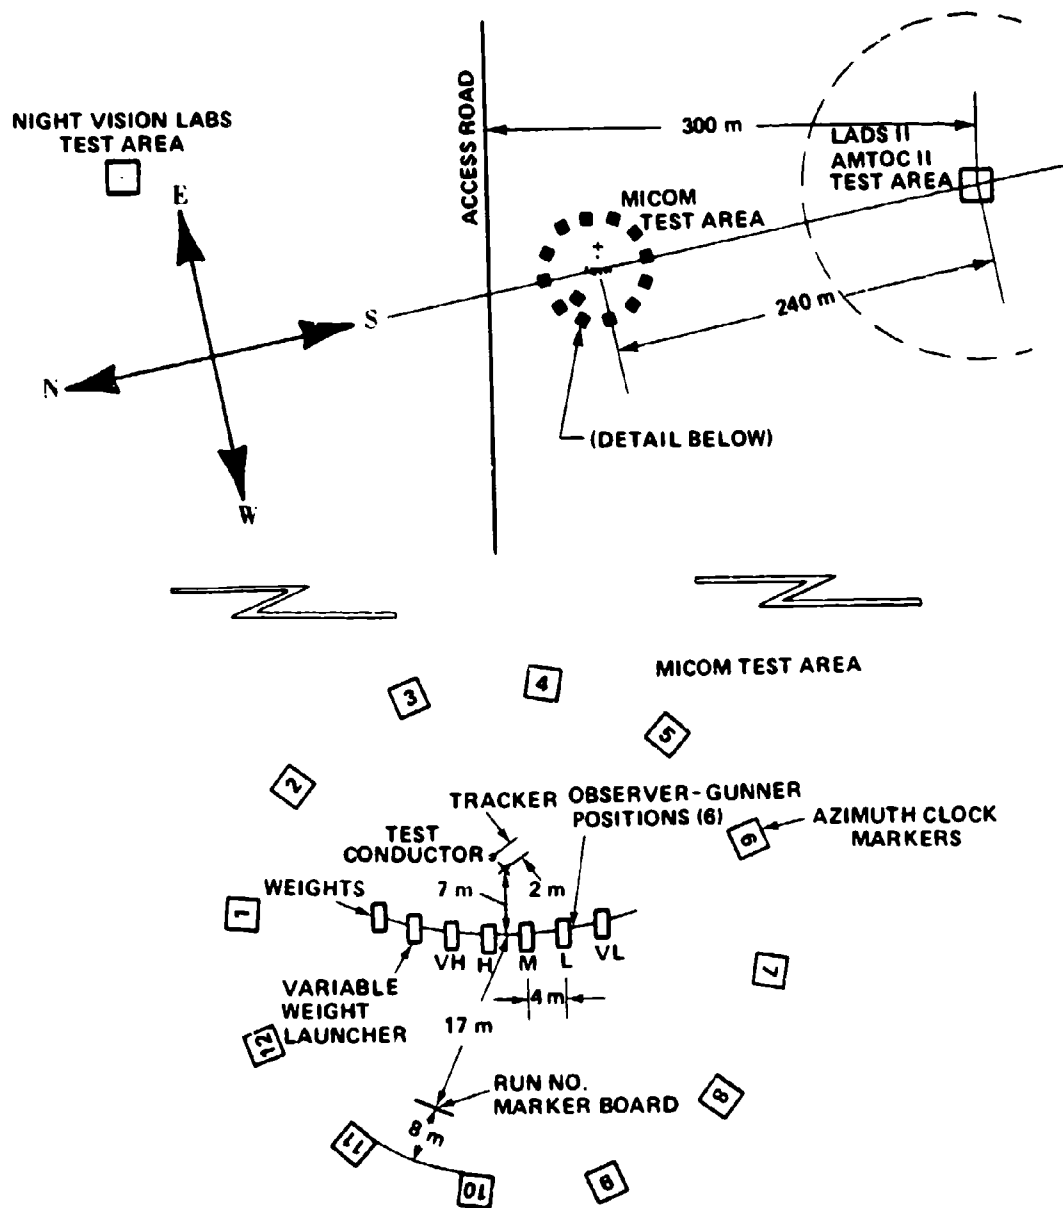 NIGHT VISION LABS
TEST AREA
E
S
N
W
ACCESS ROAD
300 m
LADS II
AMTOC II
TEST AREA
MICOM
TEST AREA
240 m
(DETAIL BELOW)
MICOM TEST AREA
3
4
5
2
TRACKER
OBSERVER-GUNNER
POSITIONS (6)
6
AZIMUTH CLOCK
MARKERS
TEST
CONDUCTOR
7 m
2 m
WEIGHTS
1
VH
H
M
L
VL
7
VARIABLE
WEIGHT
LAUNCHER
4 m
17 m
12
RUN NO.
MARKER BOARD
8
8 m
11
10
9